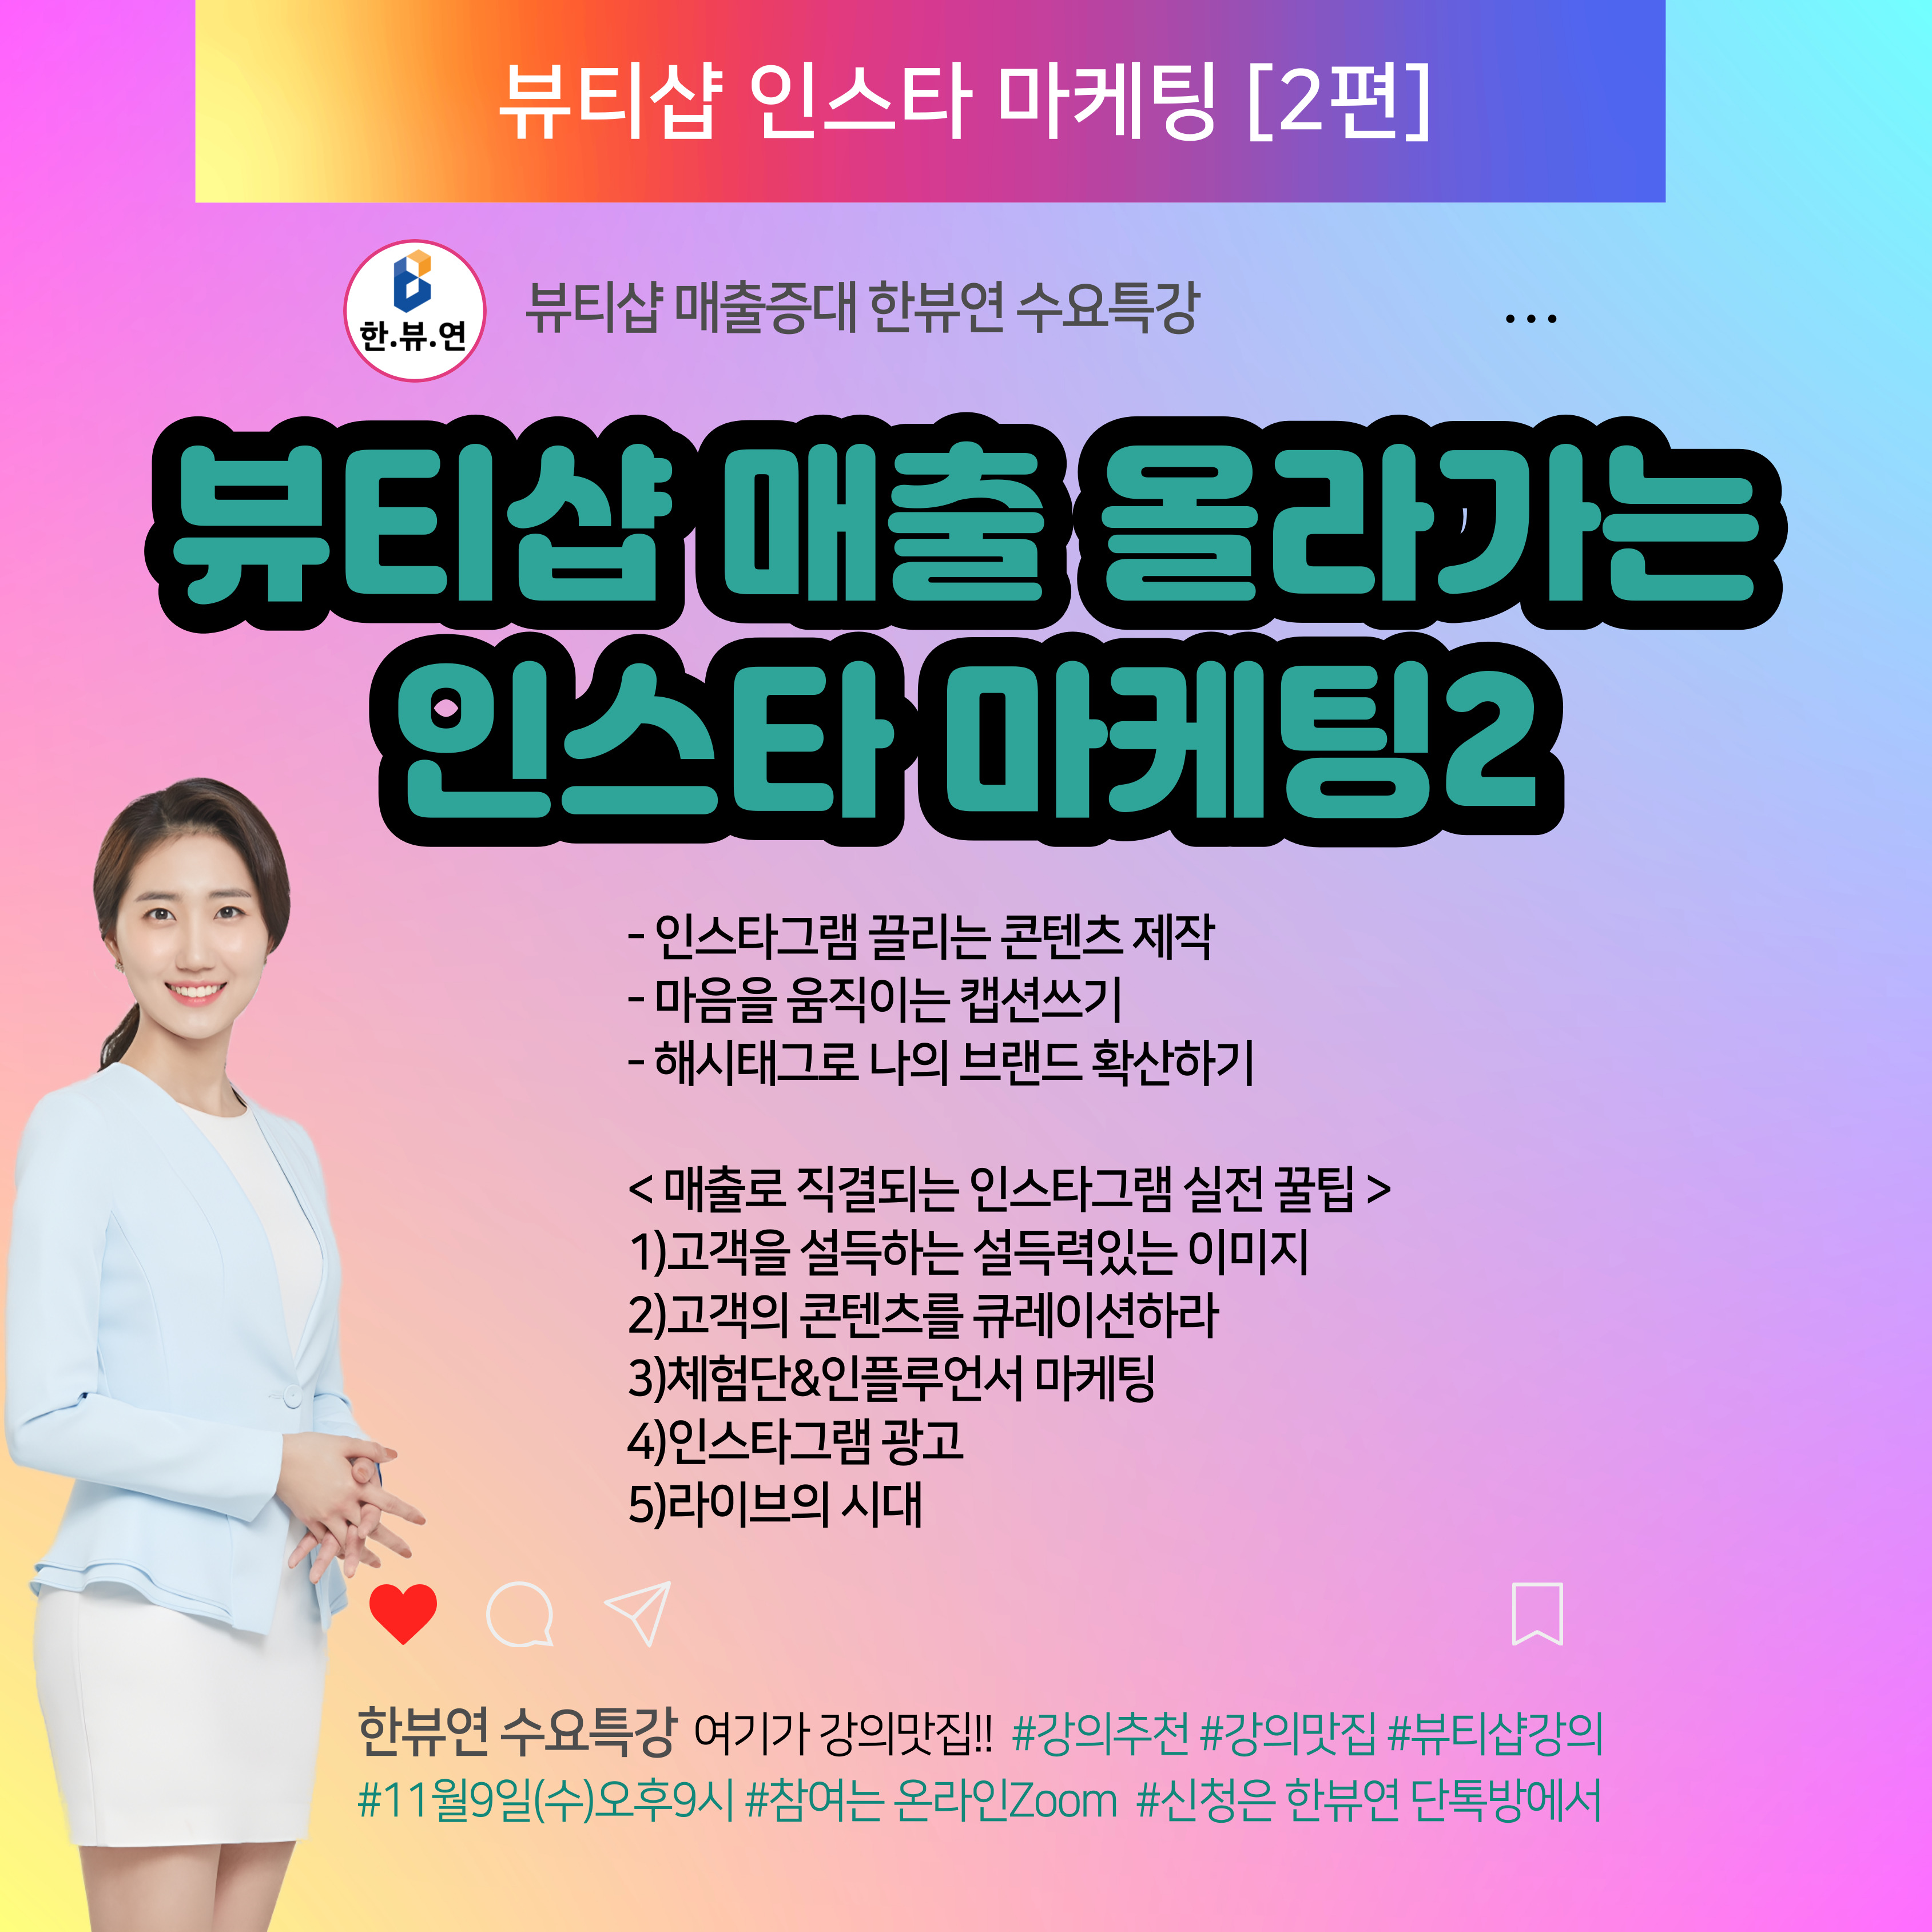 뷰티샵 인스타 마케팅 [2편]
한.뷰.연
뷰티샵 매출증대 한뷰연 수요특강
뷰티샵 매출 올라가는
인스타 마케팅2
- 인스타그램 끌리는 콘텐츠 제작
- 마음을 움직이는 캡션쓰기
- 해시태그로 나의 브랜드 확산하기
< 매출로 직결되는 인스타그램 실전 꿀팁 >
1)고객을 설득하는 설득력있는 이미지
2)고객의 콘텐츠를 큐레이션하라
3)체험단&인플루언서 마케팅
4)인스타그램 광고
5)라이브의 시대
한뷰연 수요특강 여기가 강의맛집!! #강의추천 #강의맛집 #뷰티샵강의
#11월9일(수)오후9시 #참여는 온라인Zoom #신청은 한뷰연 단톡방에서